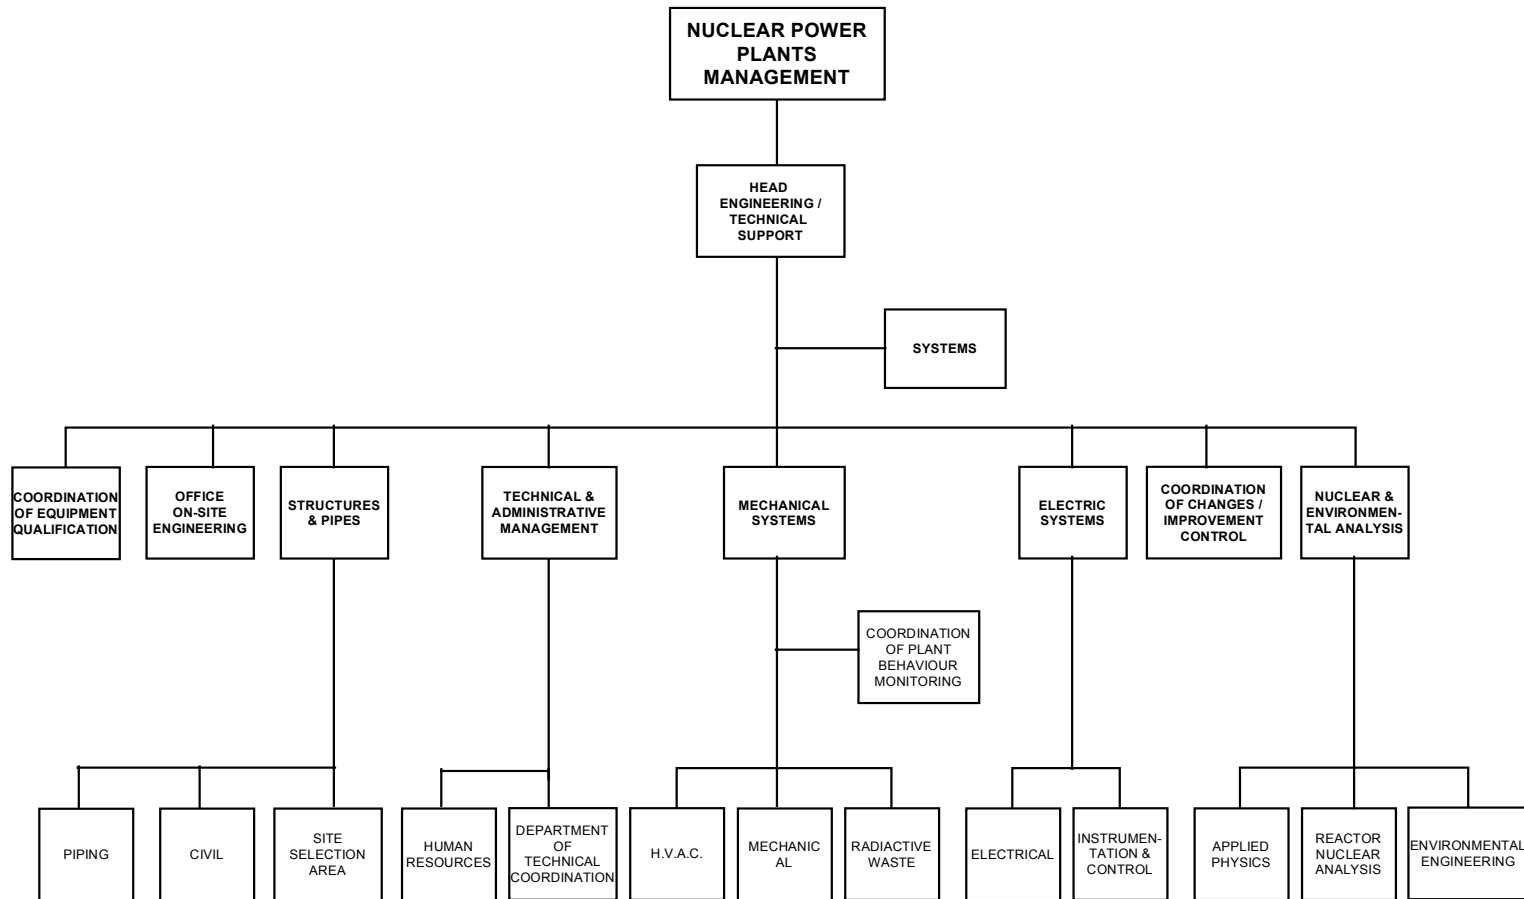 NUCLEAR POWER
PLANTS
MANAGEMENT
HEAD
ENGINEERING /
TECHNICAL
SUPPORT
SYSTEMS
COORDINATION
OF EQUIPMENT
QUALIFICATION
OFFICE
ON-SITE
ENGINEERING
STRUCTURES
& PIPES
TECHNICAL &
ADMINISTRATIVE
MANAGEMENT
MECHANICAL
SYSTEMS
ELECTRIC
SYSTEMS
COORDINATION
OF CHANGES /
IMPROVEMENT
CONTROL
NUCLEAR &
ENVIRONMEN-
TAL ANALYSIS
COORDINATION
OF PLANT
BEHAVIOUR
MONITORING
PIPING
CIVIL
SITE
SELECTION
AREA
HUMAN
RESOURCES
DEPARTMENT
OF
TECHNICAL
COORDINATION
H.V.A.C.
MECHANIC
AL
RADIACTIVE
WASTE
ELECTRICAL
INSTRUMEN-
TATION &
CONTROL
APPLIED
PHYSICS
REACTOR
NUCLEAR
ANALYSIS
ENVIRONMENTAL
ENGINEERING